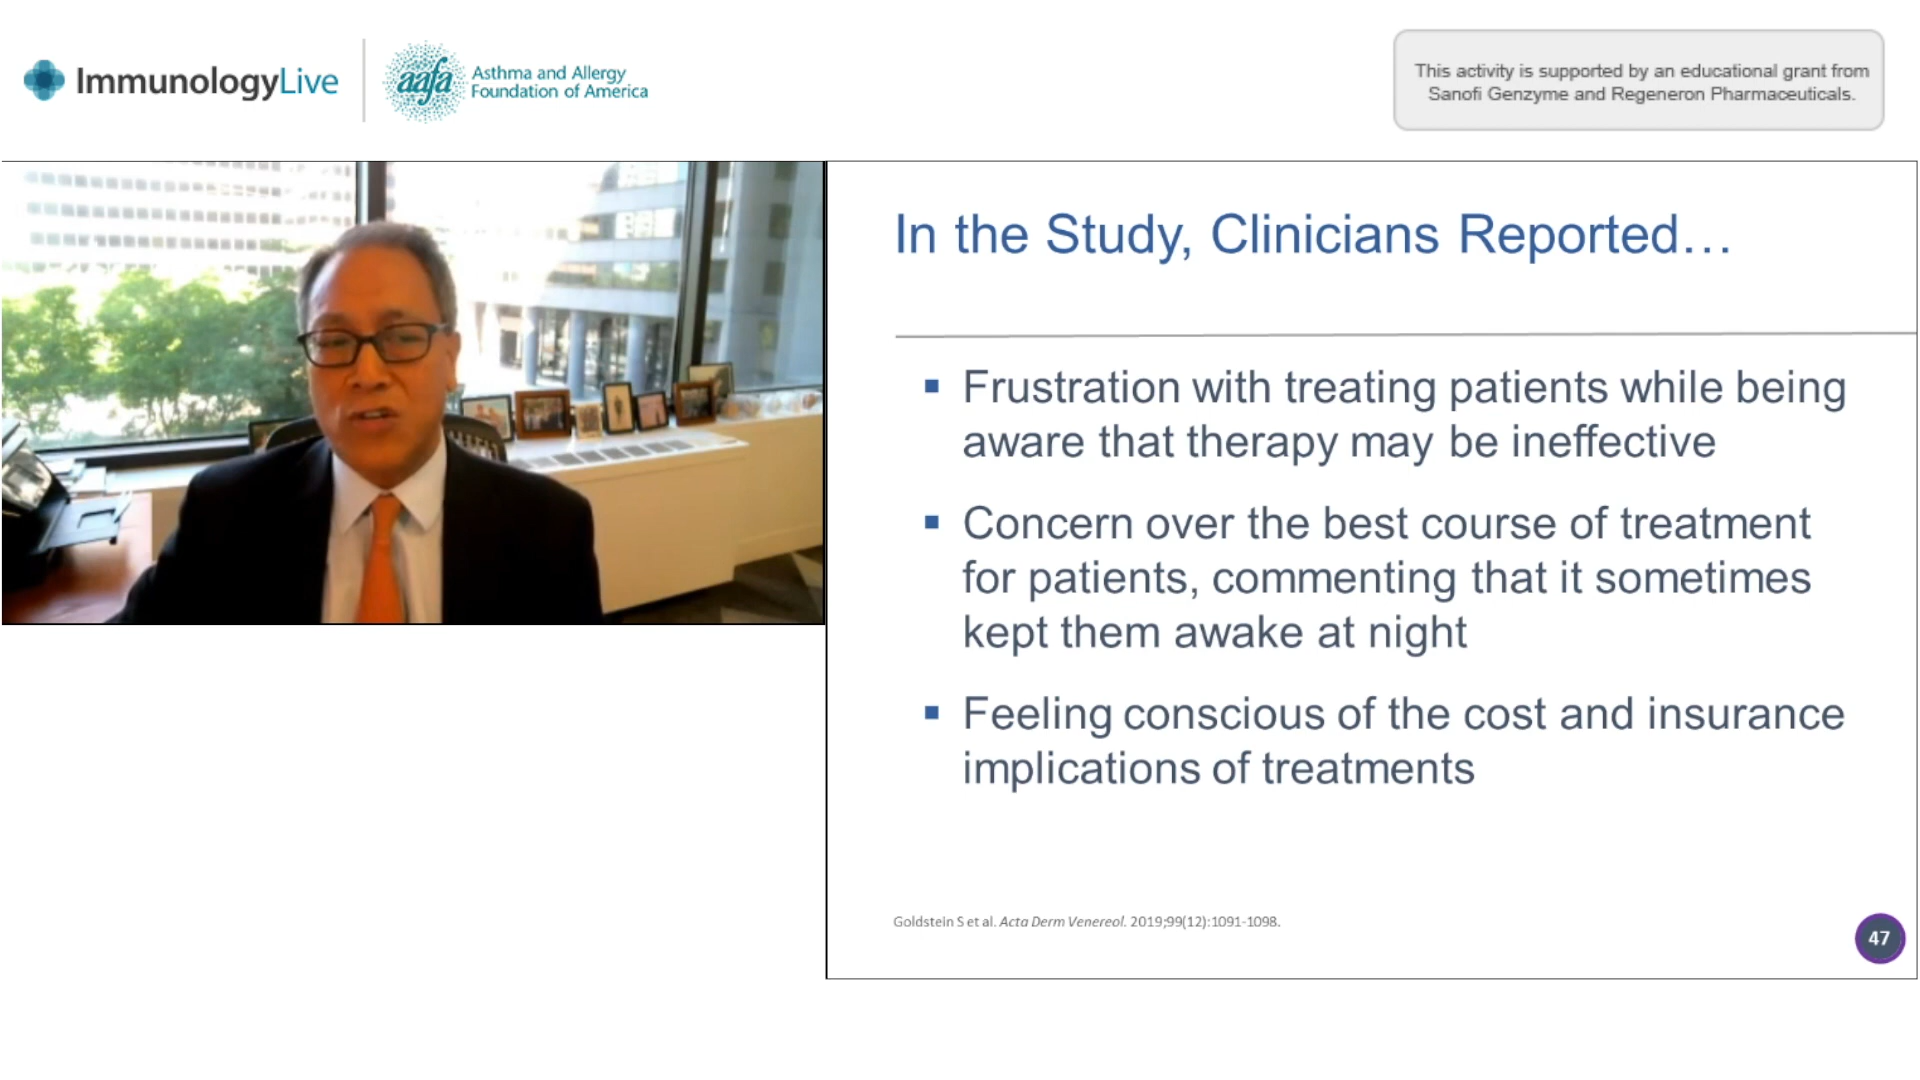 ImmunologyLive
aafa
Asthma and Allergy
Foundation of America
This activity is supported by an educational grant from
Sanofi Genzyme and Regeneron Pharmaceuticals.
In the Study, Clinicians Reported…
▪ Frustration with treating patients while being
aware that therapy may be ineffective
▪ Concern over the best course of treatment
for patients, commenting that it sometimes
kept them awake at night
▪ Feeling conscious of the cost and insurance
implications of treatments
Goldstein S et al. Acta Derm Venereol. 2019;99(12):1091-1098.
47